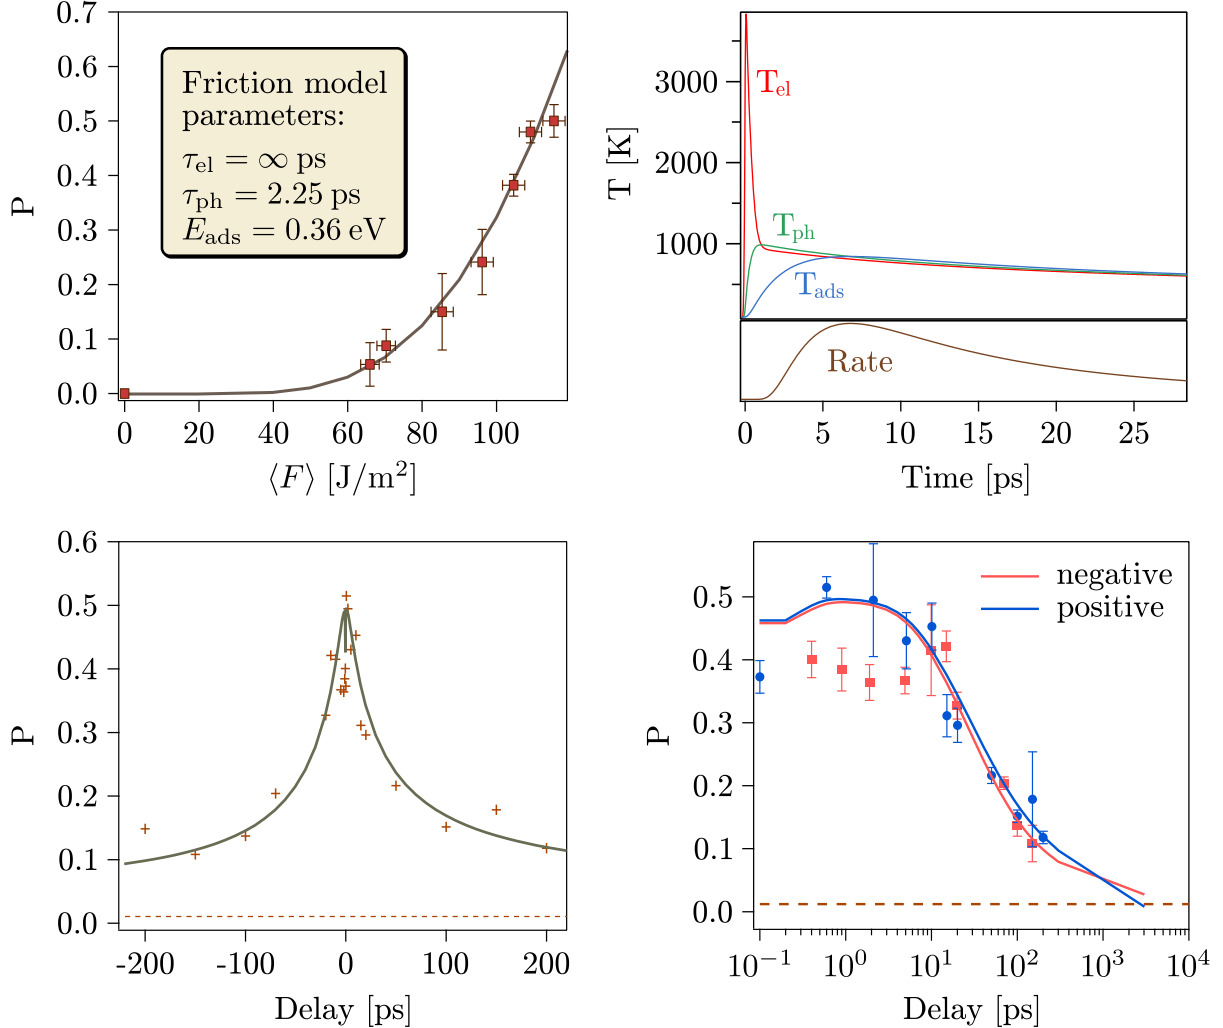 0.7
0.6
0.5
0.4
0.3
0.2
0.1
0.0
P
Friction model
parameters:
τel = ∞ ps
τph = 2.25 ps
Eads = 0.36 eV
0 20 40 60 80 100
⟨F⟩ [J/m²]
3000
2000
1000
T [K]
Tel
Tph
Tads
Rate
0 5 10 15 20 25
Time [ps]
0.6
0.5
0.4
0.3
0.2
0.1
0.0
P
-200 -100 0 100 200
Delay [ps]
0.5
0.4
0.3
0.2
0.1
0.0
P
negative
positive
10⁻¹ 10⁰ 10¹ 10² 10³ 10⁴
Delay [ps]